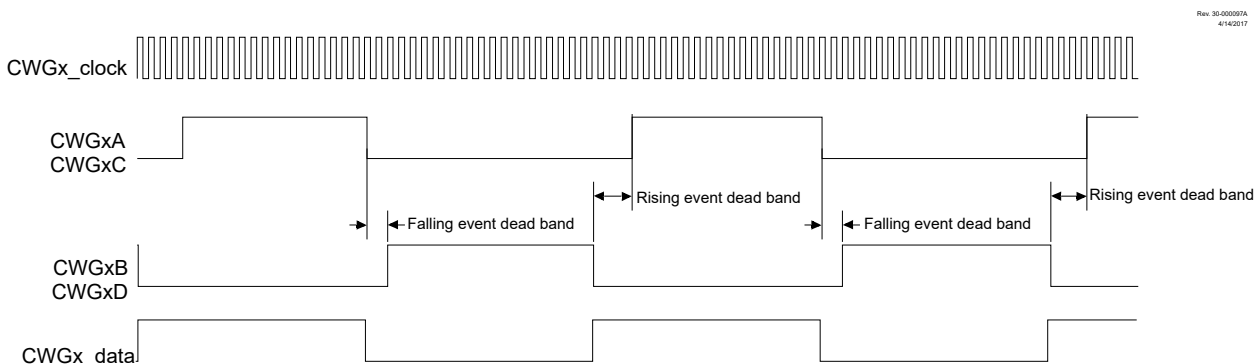 Rev. 30-000097A
4/14/2017
CWGx_clock
CWGxA
CWGxC
Rising event dead band
Rising event dead band
Falling event dead band
Falling event dead band
CWGxB
CWGxD
CWGx_data